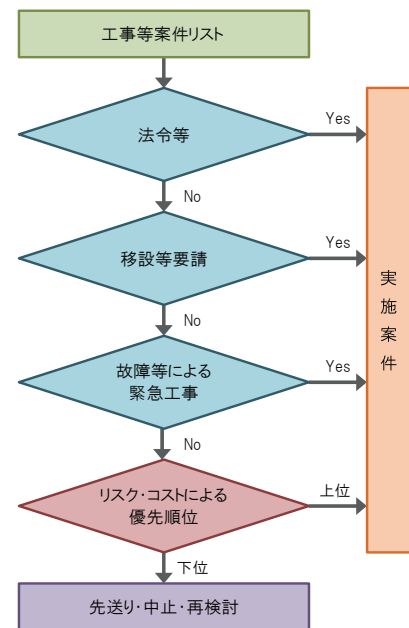 工事等案件リスト
法令等
Yes
No
移設等要請
Yes
No
故障等による
緊急工事
Yes
No
リスク・コストによる
優先順位
上位
下位
先送り・中止・再検討
実施案件